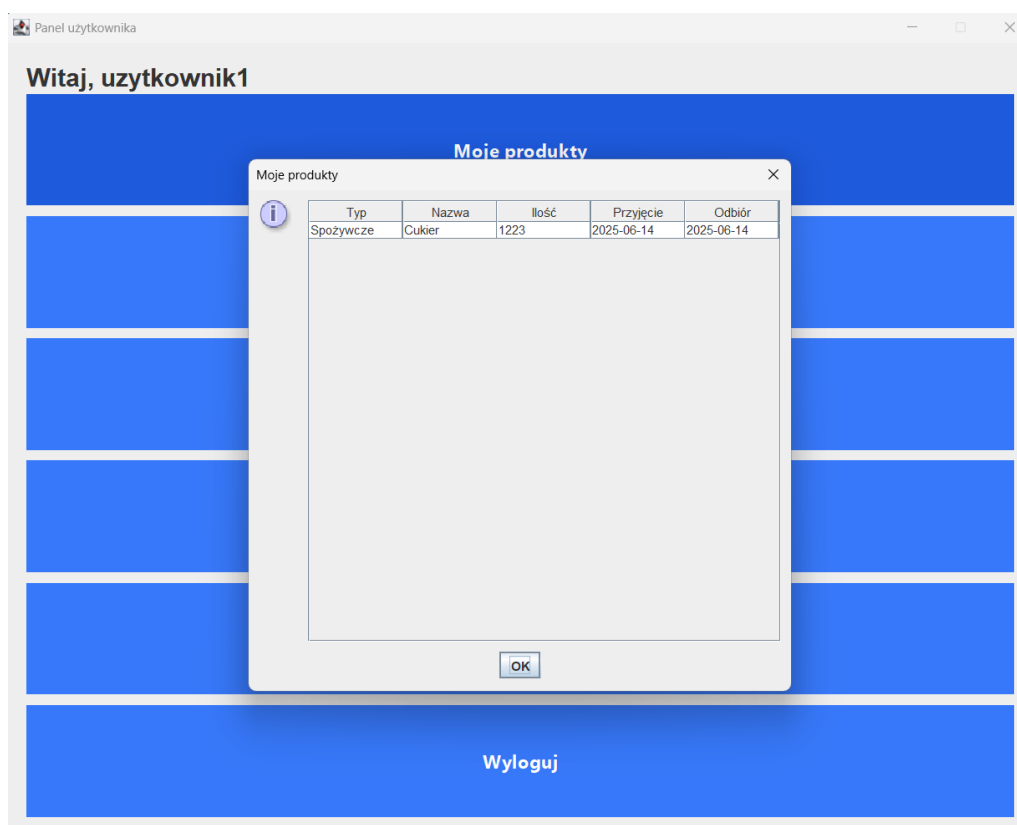 Panel użytkownika
Witaj, uzytkownik1
Moje produkty
Moje produkty
Typ Nazwa Ilość Przyjęcie Odbiór
Spożywcze Cukier 1223 2025-06-14 2025-06-14
OK
Wyloguj